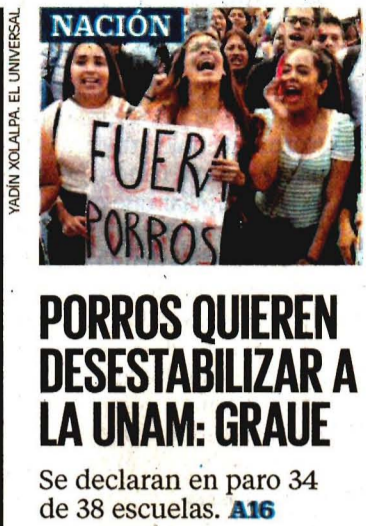 YADÍN XOLALPA. EL UNIVERSAL
NACIÓN
FUERA
PORROS
PORROS QUIEREN
DESESTABILIZAR A
LA UNAM: GRAUE
Se declaran en paro 34
de 38 escuelas. A16